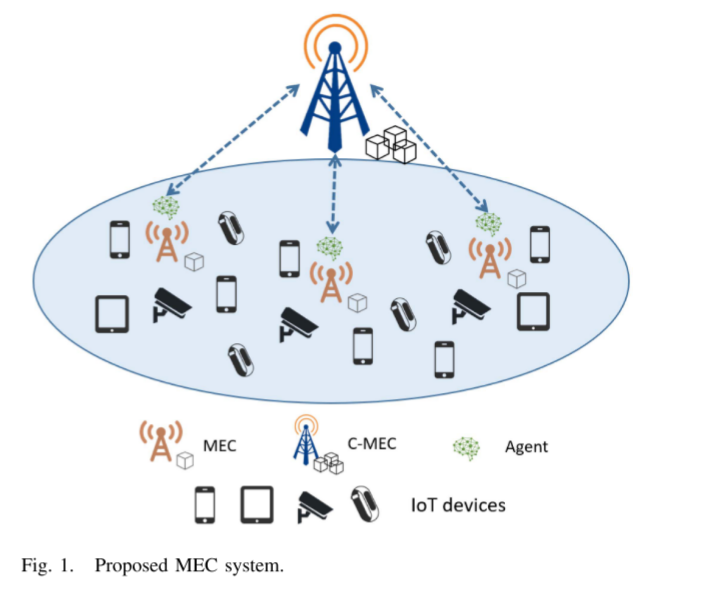 MEC
C-MEC
Agent
IoT devices
Fig. 1. Proposed MEC system.